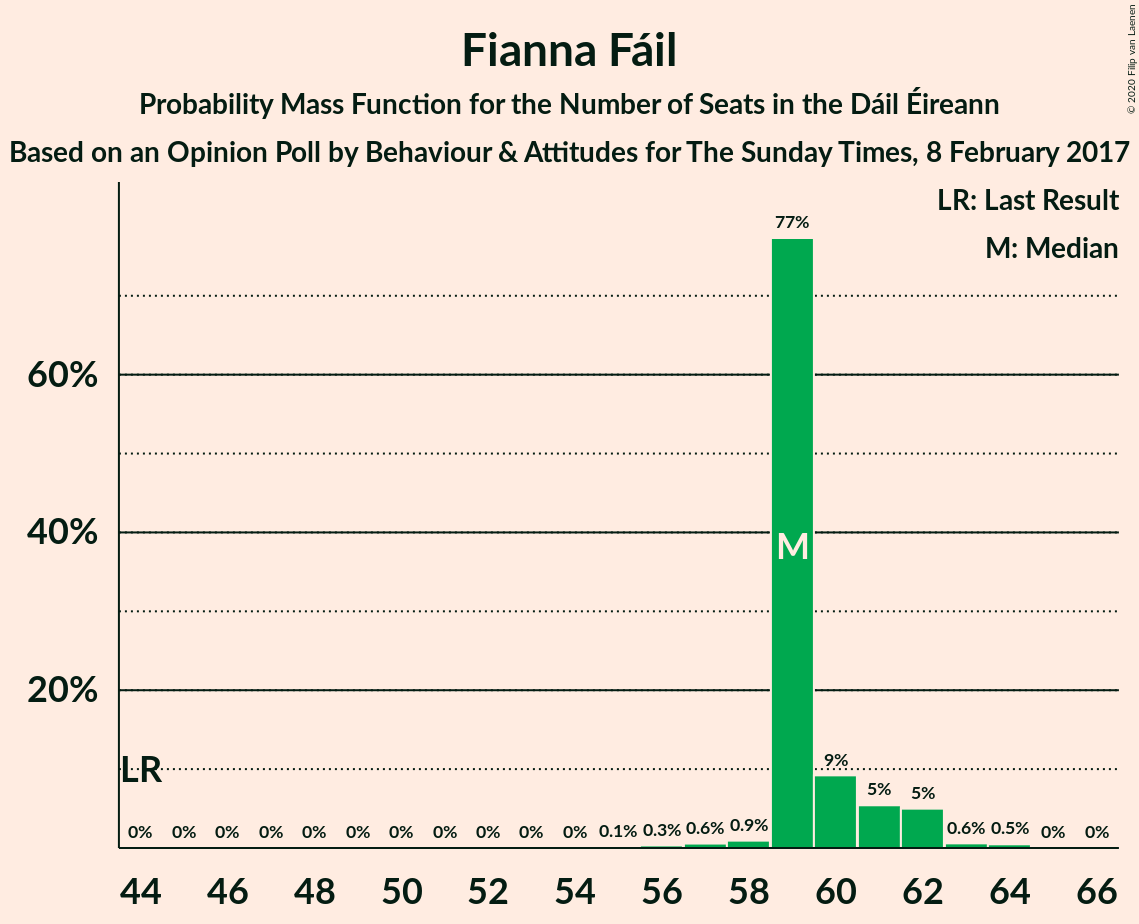 Fianna Fáil
Probability Mass Function for the Number of Seats in the Dáil Éireann
Based on an Opinion Poll by Behaviour & Attitudes for The Sunday Times, 8 February 2017
© 2020 Filip van Laenen
LR: Last Result
M: Median
77%
60%
40%
M
20%
LR
9%
5%
5%
0% 0% 0% 0% 0% 0% 0% 0% 0% 0% 0% 0.1% 0.3% 0.6% 0.9% 0.6% 0.5% 0% 0%
44 46 48 50 52 54 56 58 60 62 64 66